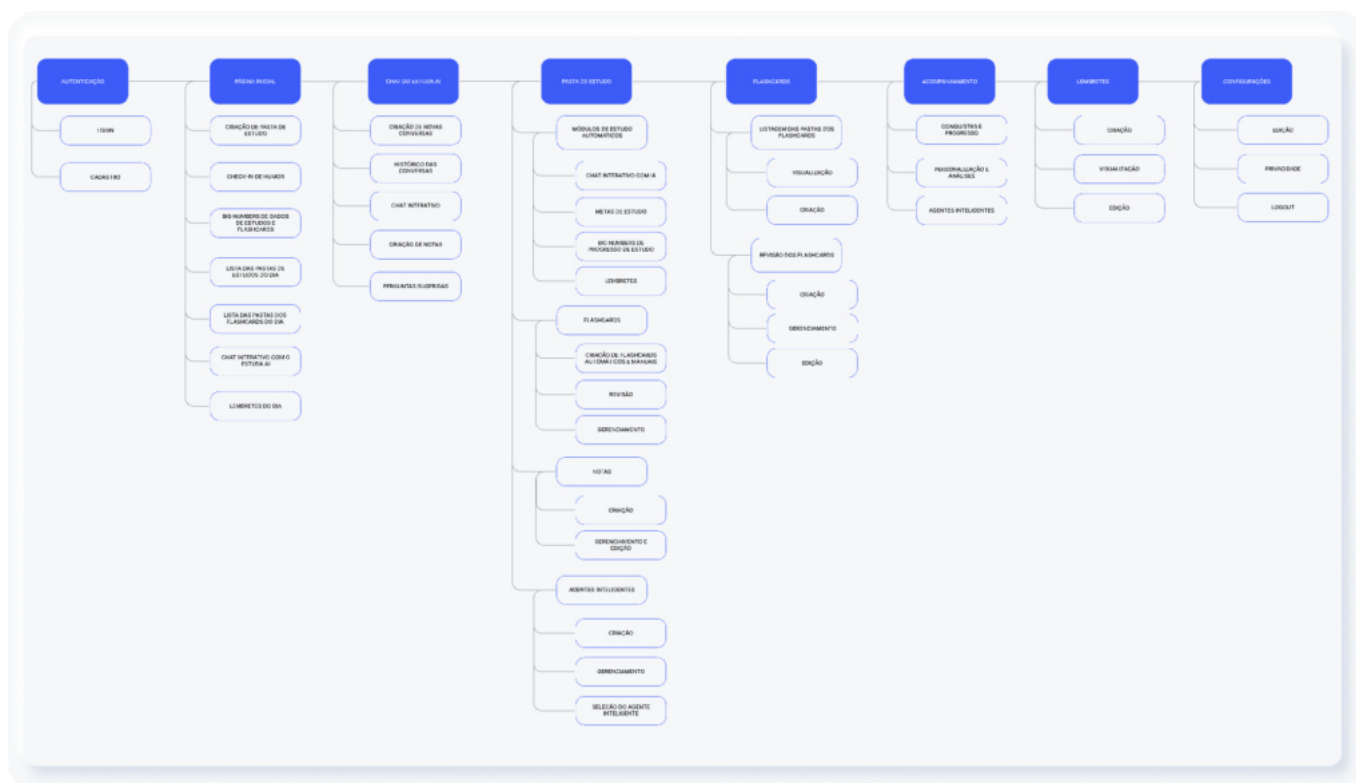 AUTENTICAÇÃO
LOGIN
CADASTRO
PÁGINA INICIAL
CRIAÇÃO DE PASTA DE
ESTUDO
CHECK-IN DE HUMOR
BIG NUMBERS DE DADOS
DE ESTUDOS E
FLASHCARDS
LISTA DAS PASTAS DE
ESTUDOS DO DIA
LISTA DAS PASTAS DOS
FLASHCARDS DO DIA
CHAT INTERATIVO COM O
ESTUDA.AI
LEMBRETES DO DIA
CHAT DO ESTUDA.AI
CRIAÇÃO DE NOVAS
CONVERSAS
HISTÓRICO DAS
CONVERSAS
CHAT INTERATIVO
CRIAÇÃO DE NOTAS
PERGUNTAS SUGERIDAS
PASTA DE ESTUDO
MÓDULOS DE ESTUDO
AUTOMÁTICOS
CHAT INTERATIVO COM IA
METAS DE ESTUDO
BIG NUMBERS DE
PROGRESSO DE ESTUDO
LEMBRETES
FLASHCARDS
CRIAÇÃO DE FLASHCARDS
AUTOMÁTICOS E MANUAIS
REVISÃO
GERENCIAMENTO
NOTAS
CRIAÇÃO
GERENCIAMENTO E
EDIÇÃO
AGENTES INTELIGENTES
CRIAÇÃO
GERENCIAMENTO
SELEÇÃO DO AGENTE
INTELIGENTE
FLASHCARDS
LISTAGEM DAS PASTAS DOS
FLASHCARDS
VISUALIZAÇÃO
CRIAÇÃO
REVISÃO DOS FLASHCARDS
CRIAÇÃO
GERENCIAMENTO
EDIÇÃO
ACOMPANHAMENTO
CONQUISTAS E
PROGRESSO
PERSONALIZAÇÃO E
ANÁLISES
AGENTES INTELIGENTES
LEMBRETES
CRIAÇÃO
VISUALIZAÇÃO
EDIÇÃO
CONFIGURAÇÕES
EDIÇÃO
PRIVACIDADE
LOGOUT